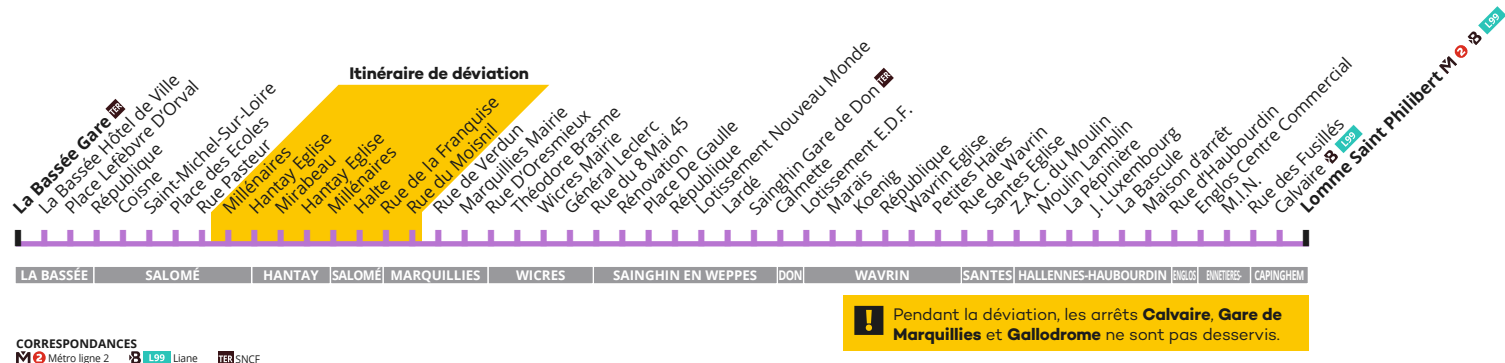 Itinéraire de déviation
La Bassée Gare TER
La Bassée Hôtel de Ville
Place Lefèbvre D'Orval
République
Coisne
Saint-Michel-Sur-Loire
Place des Ecoles
Rue Pasteur
Millénaires
Hantay Eglise
Mirabeau
Hantay Eglise
Millénaires
Halte
Rue de la Franquise
Rue du Moisnil
Rue de Verdun
Marquillies Mairie
Rue D'Oresmieux
Théodore Brasme
Wicres Mairie
Général Leclerc
Rue du 8 Mai 45
Rénovation
Place De Gaulle
République
Lotissement Nouveau Monde
Lardé
Sainghin Gare de Don TER
Calmette
Lotissement E.D.F.
Marais
Koenig
République
Wavrin Eglise
Petites Haies
Rue de Wavrin
Santes Eglise
Z.A.C. du Moulin
Moulin Lamblin
La Pépinière
J. Luxembourg
La Bascule
Maison d'arrêt
Rue d'Haubourdin
Englos Centre Commercial
M.I.N.
Rue des Fusillés
Calvaire B L99
Lomme Saint Philibert M 2 B L99
LA BASSÉE SALOMÉ HANTAY SALOMÉ MARQUILLIES WICRES SAINGHIN EN WEPPES DON WAVRIN SANTES HALLENNES-HAUBOURDIN ENGLOS ENNETIERES- CAPINGHEM
! Pendant la déviation, les arrêts Calvaire, Gare de
Marquillies et Gallodrome ne sont pas desservis.
CORRESPONDANCES
M 2 Métro ligne 2 B L99 Liane TER SNCF